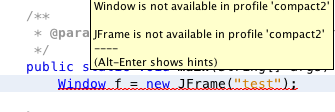 Window is not available in profile 'compact2'
/**
JFrame is not available in profile 'compact2'
* @para
----
*/
(Alt-Enter shows hints)
public s
Window f = new JFrame("test");